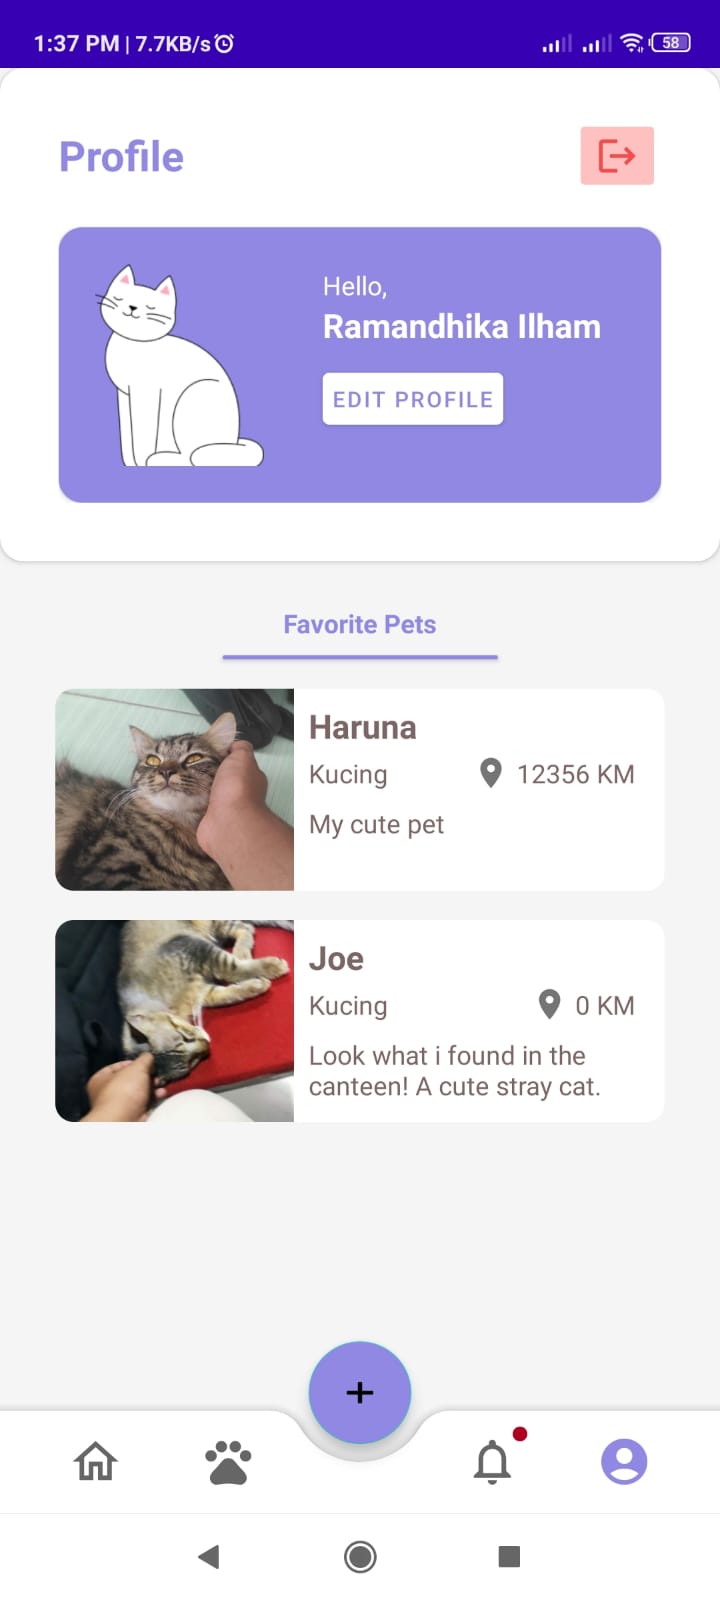 1:37 PM | 7.7KB/s
58
Profile
Hello,
Ramandhika Ilham
EDIT PROFILE
Favorite Pets
Haruna
Kucing 12356 KM
My cute pet
Joe
Kucing 0 KM
Look what i found in the
canteen! A cute stray cat.